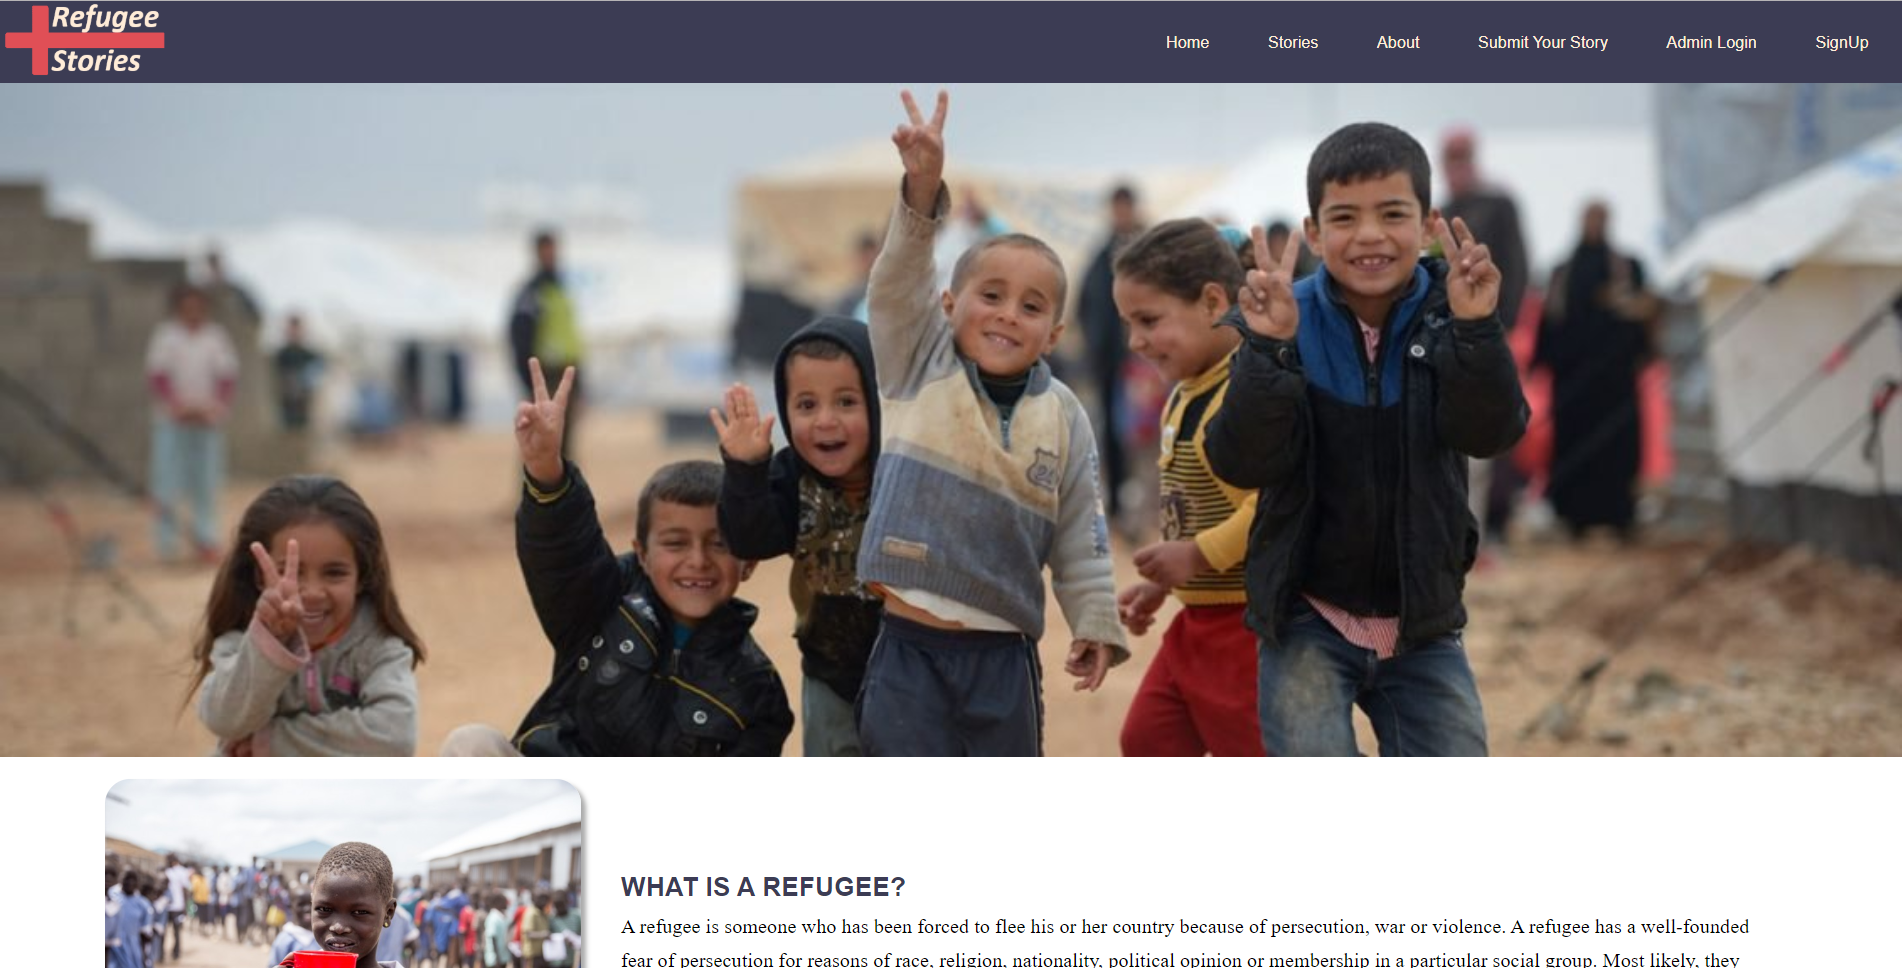 Refugee
Stories
Home Stories About Submit Your Story Admin Login SignUp
24
WHAT IS A REFUGEE?
A refugee is someone who has been forced to flee his or her country because of persecution, war or violence. A refugee has a well-founded
fear of persecution for reasons of race, religion, nationality, political opinion or membership in a particular social group. Most likely, they